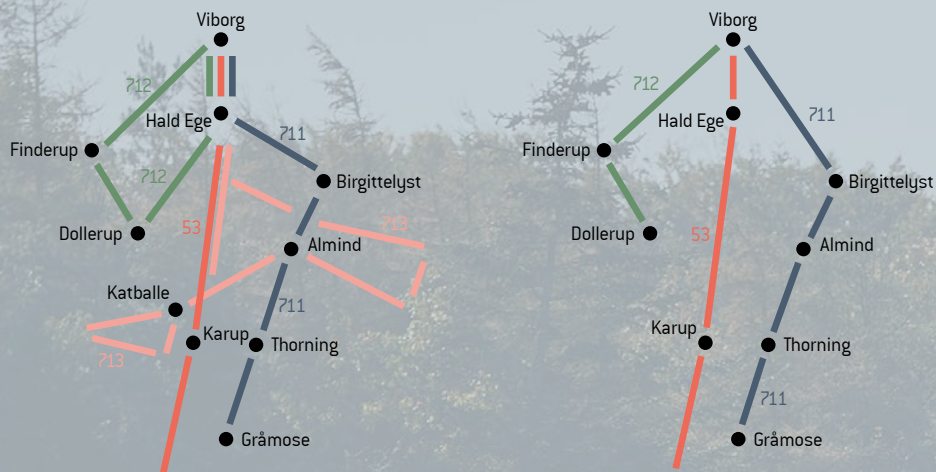 Viborg
712
Hald Ege
711
Finderup
712
Birgittelyst
Dollerup
53
713
Almind
Katballe
711
Karup
Thorning
713
Gråmose
Viborg
712
Hald Ege
711
Finderup
Birgittelyst
Dollerup
53
Almind
Karup
Thorning
711
Gråmose